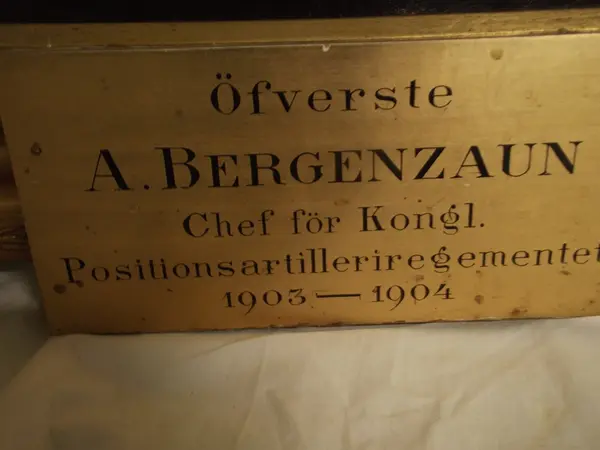 Öfverste
A. BERGENZAUN
Chef för Kongl.
Positionsartilleriregementet
1903 — 1904